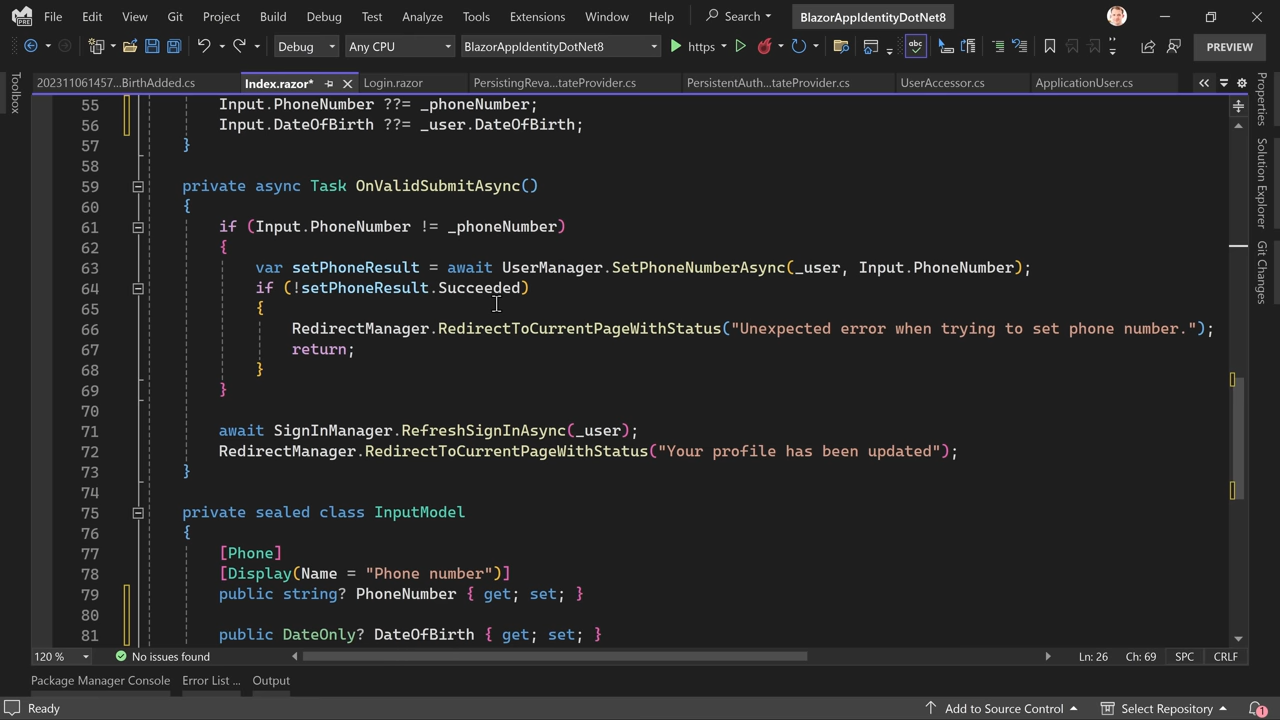 File Edit View Git Project Build Debug Test Analyze Tools Extensions Window Help Search BlazorAppIdentityDotNet8
Debug Any CPU BlazorAppIdentityDotNet8 https PREVIEW
202311061457...BirthAdded.cs Index.razor* Login.razor PersistingReva...tateProvider.cs PersistentAuth...tateProvider.cs UserAccessor.cs ApplicationUser.cs
Toolbox
55 Input.PhoneNumber ??= _phoneNumber;
56 Input.DateOfBirth ??= _user.DateOfBirth;
57 }
58
59 private async Task OnValidSubmitAsync()
60 {
61 if (Input.PhoneNumber != _phoneNumber)
62 {
63 var setPhoneResult = await UserManager.SetPhoneNumberAsync(_user, Input.PhoneNumber);
64 if (!setPhoneResult.Succeeded)
65 {
66 RedirectManager.RedirectToCurrentPageWithStatus("Unexpected error when trying to set phone number.");
67 return;
68 }
69 }
70
71 await SignInManager.RefreshSignInAsync(_user);
72 RedirectManager.RedirectToCurrentPageWithStatus("Your profile has been updated");
73 }
74
75 private sealed class InputModel
76 {
77 [Phone]
78 [Display(Name = "Phone number")]
79 public string? PhoneNumber { get; set; }
80
81 public DateOnly? DateOfBirth { get; set; }
Properties
Solution Explorer
Git Changes
120 % No issues found Ln: 26 Ch: 69 SPC CRLF
Package Manager Console Error List ... Output
Ready Add to Source Control Select Repository 1